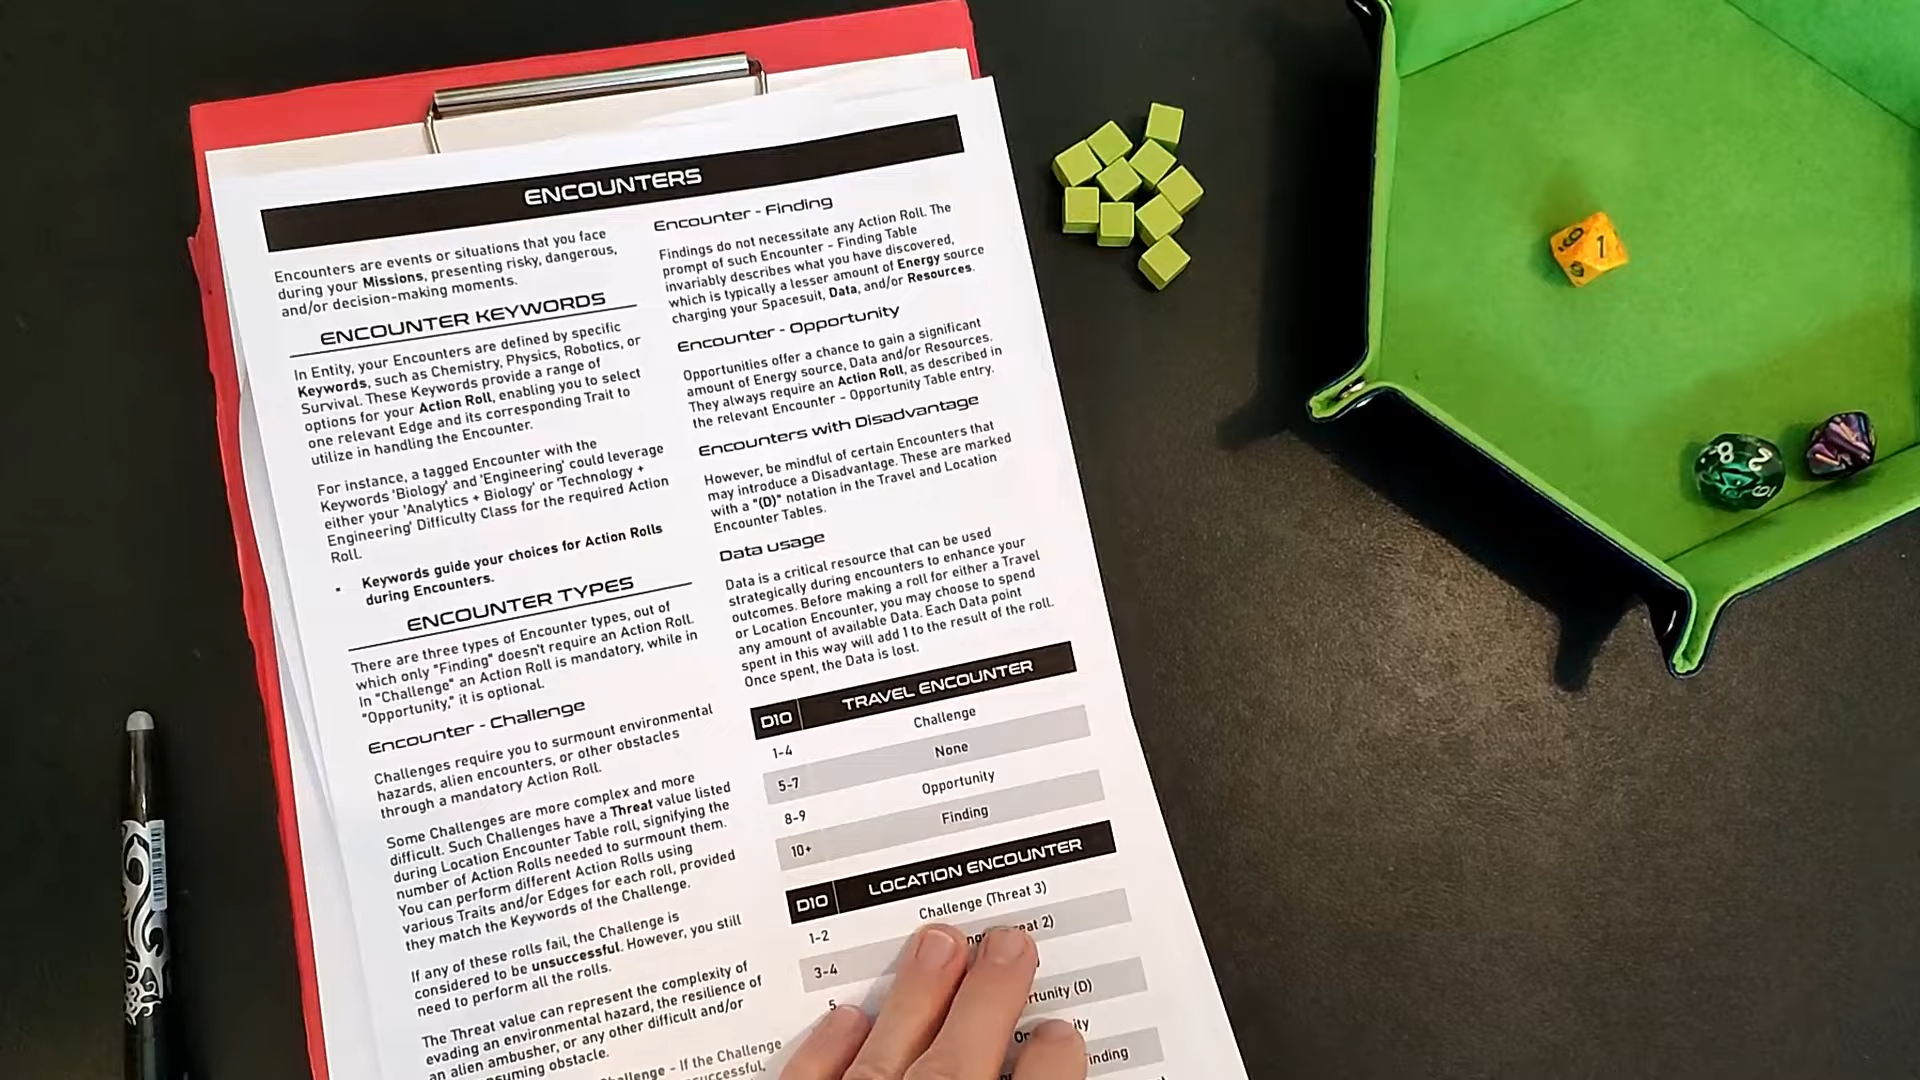 ENCOUNTERS
Encounters are events or situations that you face
during your Missions, presenting risky, dangerous,
and/or decision-making moments.
ENCOUNTER KEYWORDS
In Entity, your Encounters are defined by specific
Keywords, such as Chemistry, Physics, Robotics, or
Survival. These Keywords provide a range of
options for your Action Roll, enabling you to select
one relevant Edge and its corresponding Trait to
utilize in handling the Encounter.
For instance, a tagged Encounter with the
Keywords 'Biology' and 'Engineering' could leverage
either your 'Analytics + Biology' or 'Technology +
Engineering' Difficulty Class for the required Action
Roll.
• Keywords guide your choices for Action Rolls
during Encounters.
ENCOUNTER TYPES
There are three types of Encounter types, out of
which only "Finding" doesn't require an Action Roll.
In "Challenge" an Action Roll is mandatory, while in
"Opportunity," it is optional.
Encounter - Challenge
Challenges require you to surmount environmental
hazards, alien encounters, or other obstacles
through a mandatory Action Roll.
Some Challenges are more complex and more
difficult. Such Challenges have a Threat value listed
during Location Encounter Table roll, signifying the
number of Action Rolls needed to surmount them.
You can perform different Action Rolls using
various Traits and/or Edges for each roll, provided
they match the Keywords of the Challenge.
If any of these rolls fail, the Challenge is
considered to be unsuccessful. However, you still
need to perform all the rolls.
The Threat value can represent the complexity of
evading an environmental hazard, the resilience of
an alien ambusher, or any other difficult and/or
suming obstacle.
hallenge - If the Challenge
ccessful,
Encounter - Finding
Findings do not necessitate any Action Roll. The
prompt of such Encounter - Finding Table
invariably describes what you have discovered,
which is typically a lesser amount of Energy source
charging your Spacesuit, Data, and/or Resources.
Encounter - Opportunity
Opportunities offer a chance to gain a significant
amount of Energy source, Data and/or Resources.
They always require an Action Roll, as described in
the relevant Encounter - Opportunity Table entry.
Encounters with Disadvantage
However, be mindful of certain Encounters that
may introduce a Disadvantage. These are marked
with a "(D)" notation in the Travel and Location
Encounter Tables.
Data usage
Data is a critical resource that can be used
strategically during encounters to enhance your
outcomes. Before making a roll for either a Travel
or Location Encounter, you may choose to spend
any amount of available Data. Each Data point
spent in this way will add 1 to the result of the roll.
Once spent, the Data is lost.
D10 TRAVEL ENCOUNTER
1-4 Challenge
5-7 None
8-9 Opportunity
10+ Finding
D10 LOCATION ENCOUNTER
1-2 Challenge (Threat 3)
3-4 eat 2)
5
rtunity (D)
ity
inding
1
6
8
2